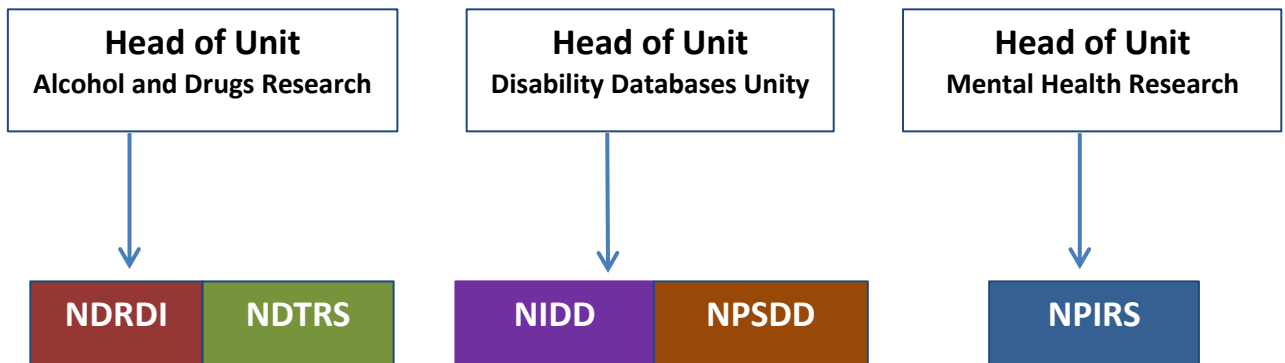 Head of Unit
Alcohol and Drugs Research
Head of Unit
Disability Databases Unity
Head of Unit
Mental Health Research
NDRDI
NDTRS
NIDD
NPSDD
NPIRS